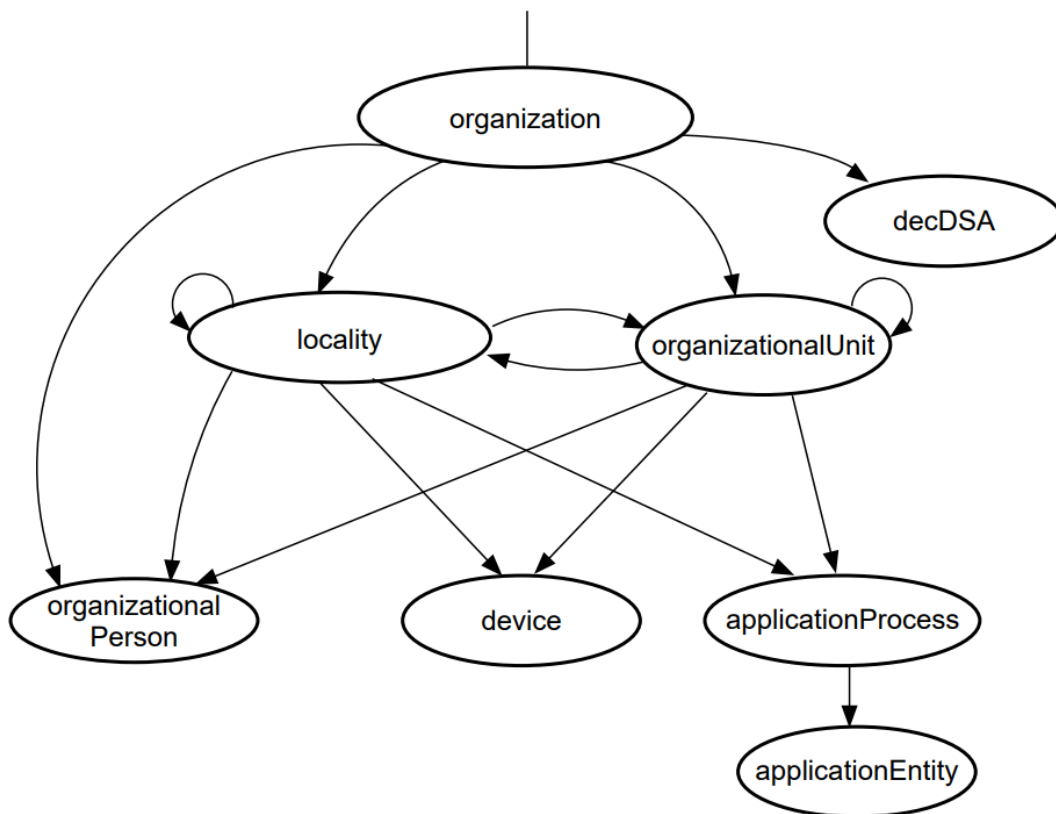 organization
decDSA
locality
organizationalUnit
organizational
Person
device
applicationProcess
applicationEntity